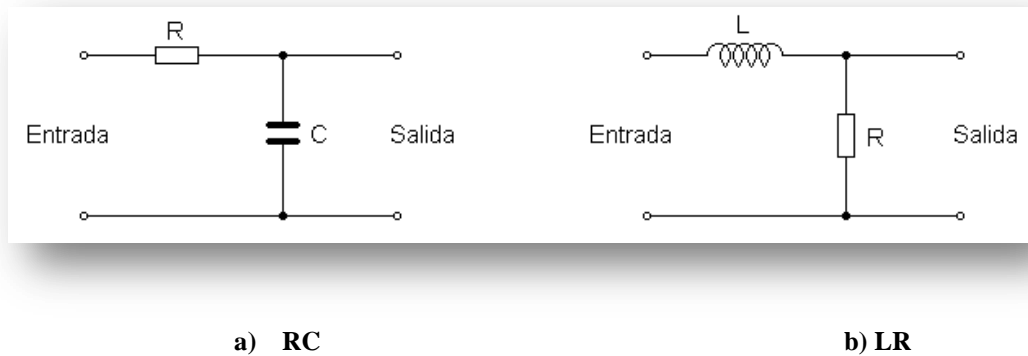 R
L
Entrada
C
Salida
Entrada
R
Salida
a) RC
b) LR